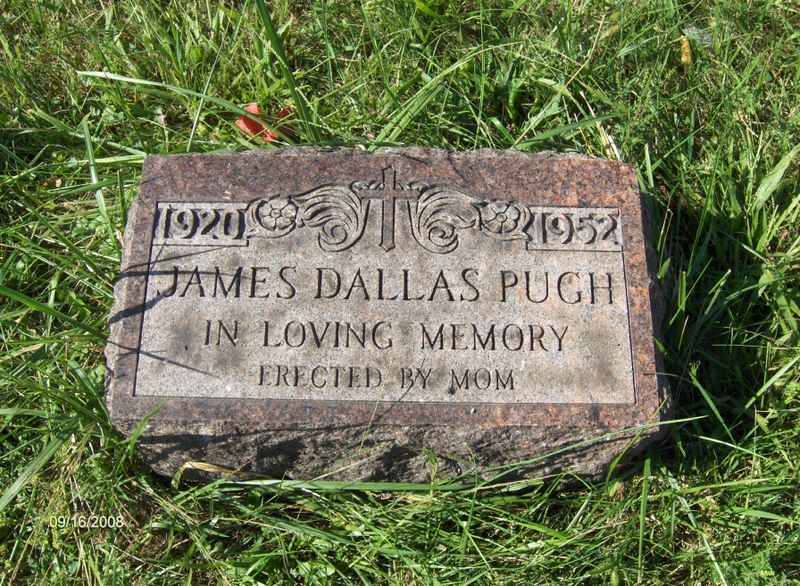 1920 1952
JAMES DALLAS PUGH
IN LOVING MEMORY
ERECTED BY MOM
09/16/2008